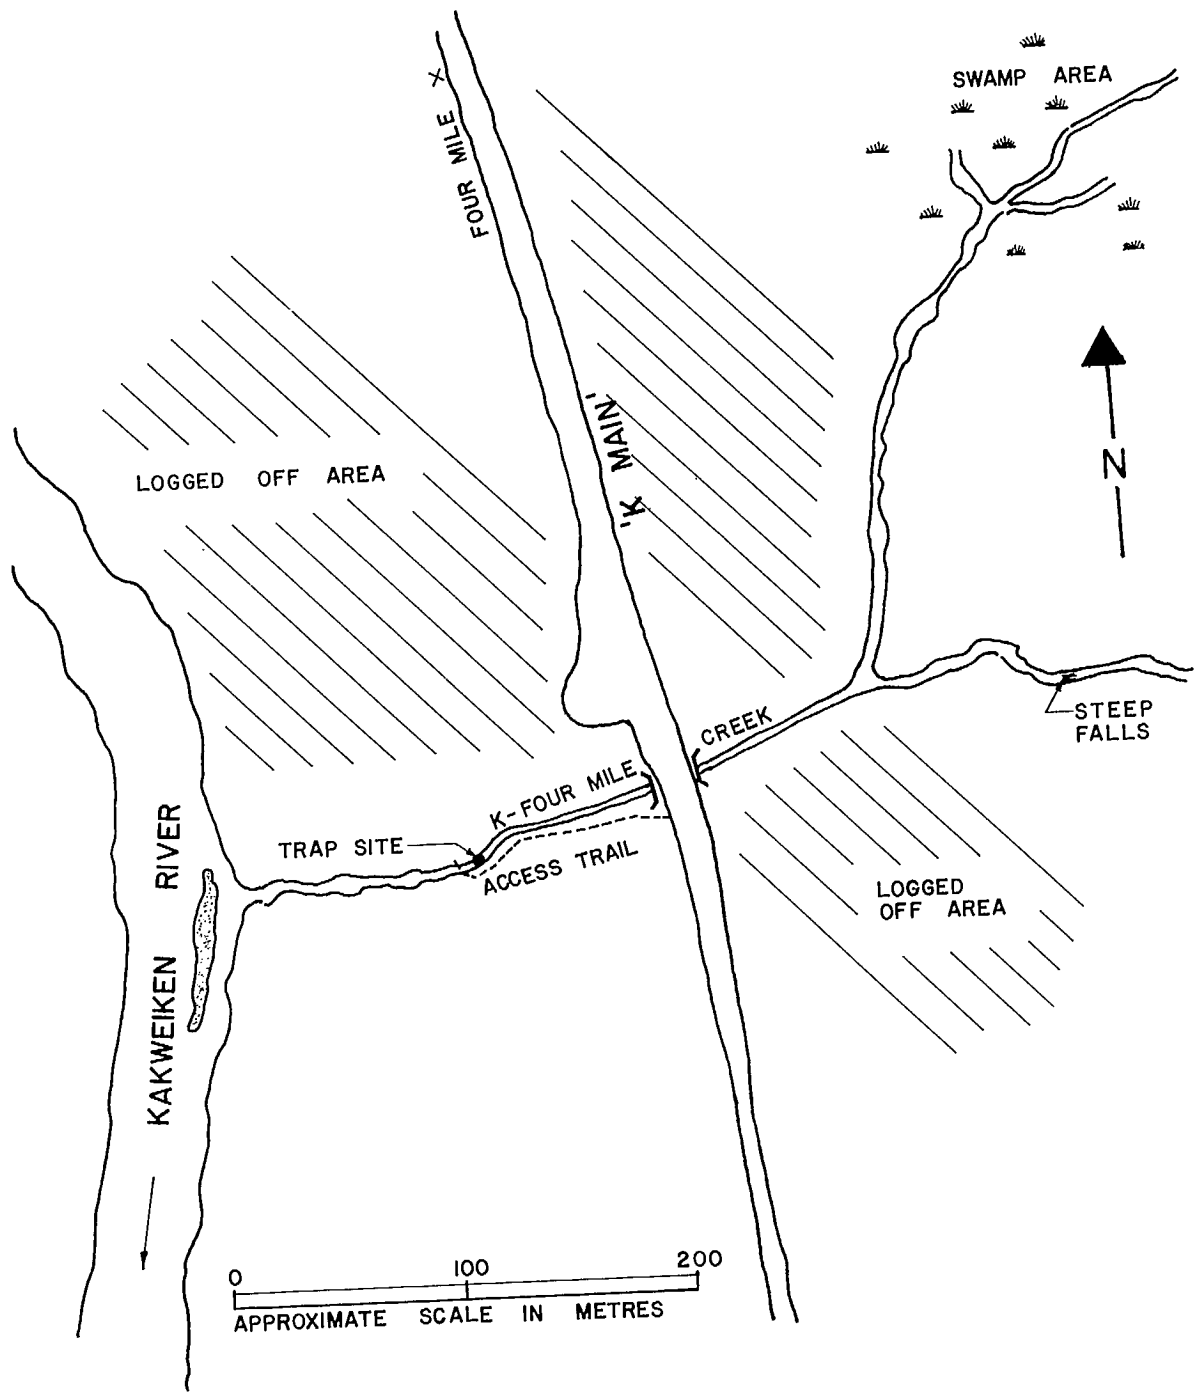 SWAMP AREA
FOUR MILE X
'K MAIN'
LOGGED OFF AREA
N
STEEP
FALLS
CREEK
K-FOUR MILE
TRAP SITE
ACCESS TRAIL
LOGGED
OFF AREA
KAKWEIKEN RIVER
0 100 200
APPROXIMATE SCALE IN METRES